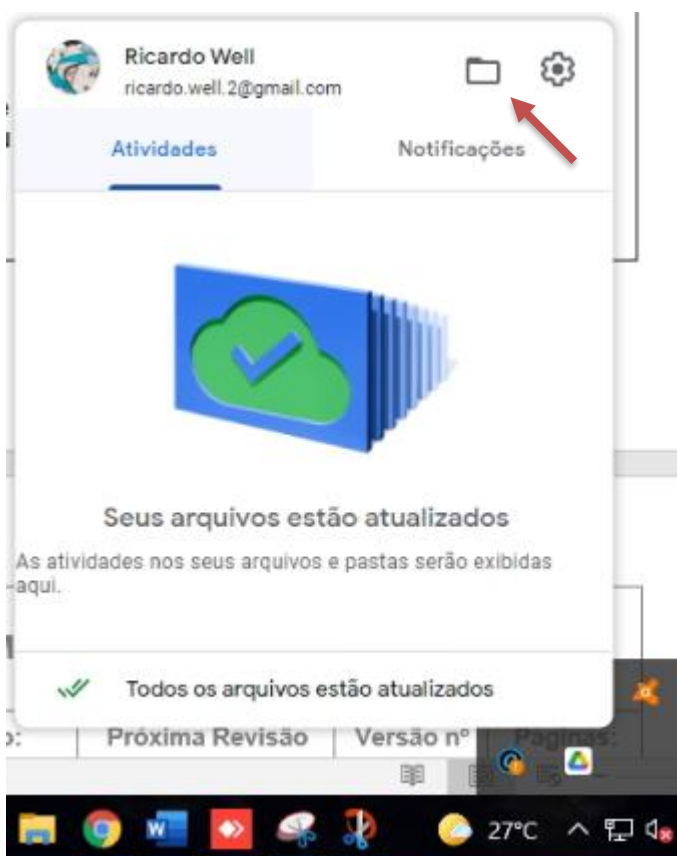 Ricardo Well
ricardo.well.2@gmail.com
Atividades
Notificações
Seus arquivos estão atualizados
As atividades nos seus arquivos e pastas serão exibidas
aqui.
Todos os arquivos estão atualizados
o:
Próxima Revisão
Versão nº
Paginas:
27°C